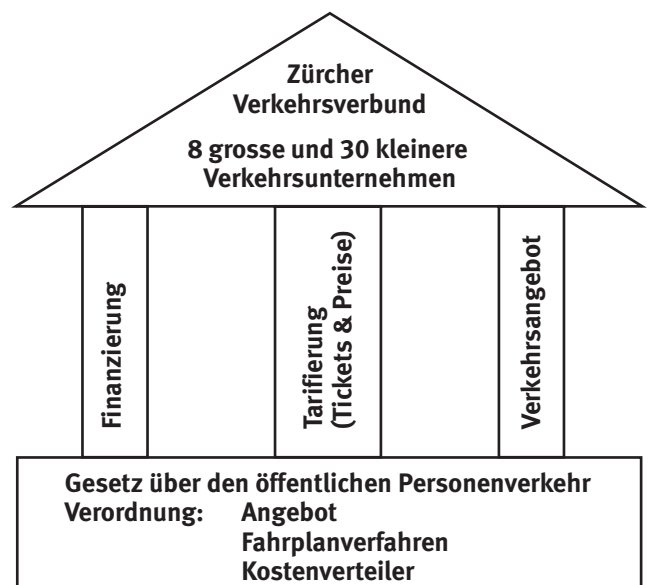 Zürcher
Verkehrsverbund
8 grosse und 30 kleinere
Verkehrsunternehmen
Finanzierung
Tarifierung
(Tickets & Preise)
Verkehrsangebot
Gesetz über den öffentlichen Personenverkehr
Verordnung: Angebot
Fahrplanverfahren
Kostenverteiler